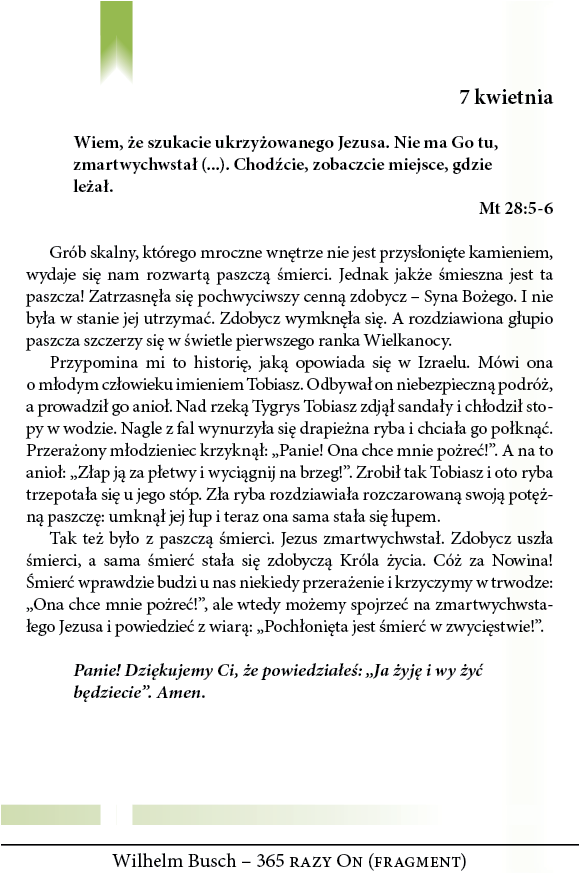 7 kwietnia
Wiem, że szukacie ukrzyżowanego Jezusa. Nie ma Go tu,
zmartwychwstał (...). Chodźcie, zobaczcie miejsce, gdzie
leżał.
Mt 28:5-6
Grób skalny, którego mroczne wnętrze nie jest przysłonięte kamieniem,
wydaje się nam rozwartą paszczą śmierci. Jednak jakże śmieszna jest ta
paszcza! Zatrzasnęła się pochwyciwszy cenną zdobycz – Syna Bożego. I nie
była w stanie jej utrzymać. Zdobycz wymknęła się. A rozdziawiona głupio
paszcza szczerzy się w świetle pierwszego ranka Wielkanocy.
Przypomina mi to historię, jaką opowiada się w Izraelu. Mówi ona
o młodym człowieku imieniem Tobiasz. Odbywał on niebezpieczną podróż,
a prowadził go anioł. Nad rzeką Tygrys Tobiasz zdjął sandały i chłodził sto-
py w wodzie. Nagle z fal wynurzyła się drapieżna ryba i chciała go połknąć.
Przerażony młodzieniec krzyknął: „Panie! Ona chce mnie pożreć!”. A na to
anioł: „Złap ją za płetwy i wyciągnij na brzeg!”. Zrobił tak Tobiasz i oto ryba
trzepotała się u jego stóp. Zła ryba rozdziawiała rozczarowaną swoją potęż-
ną paszczę: umknął jej łup i teraz ona sama stała się łupem.
Tak też było z paszczą śmierci. Jezus zmartwychwstał. Zdobycz uszła
śmierci, a sama śmierć stała się zdobyczą Króla życia. Cóż za Nowina!
Śmierć wprawdzie budzi u nas niekiedy przerażenie i krzyczymy w trwodze:
„Ona chce mnie pożreć!”, ale wtedy możemy spojrzeć na zmartwychwsta-
łego Jezusa i powiedzieć z wiarą: „Pochłonięta jest śmierć w zwycięstwie!”.
Panie! Dziękujemy Ci, że powiedziałeś: „Ja żyję i wy żyć
będziecie”. Amen.
Wilhelm Busch – 365 razy On (fragment)